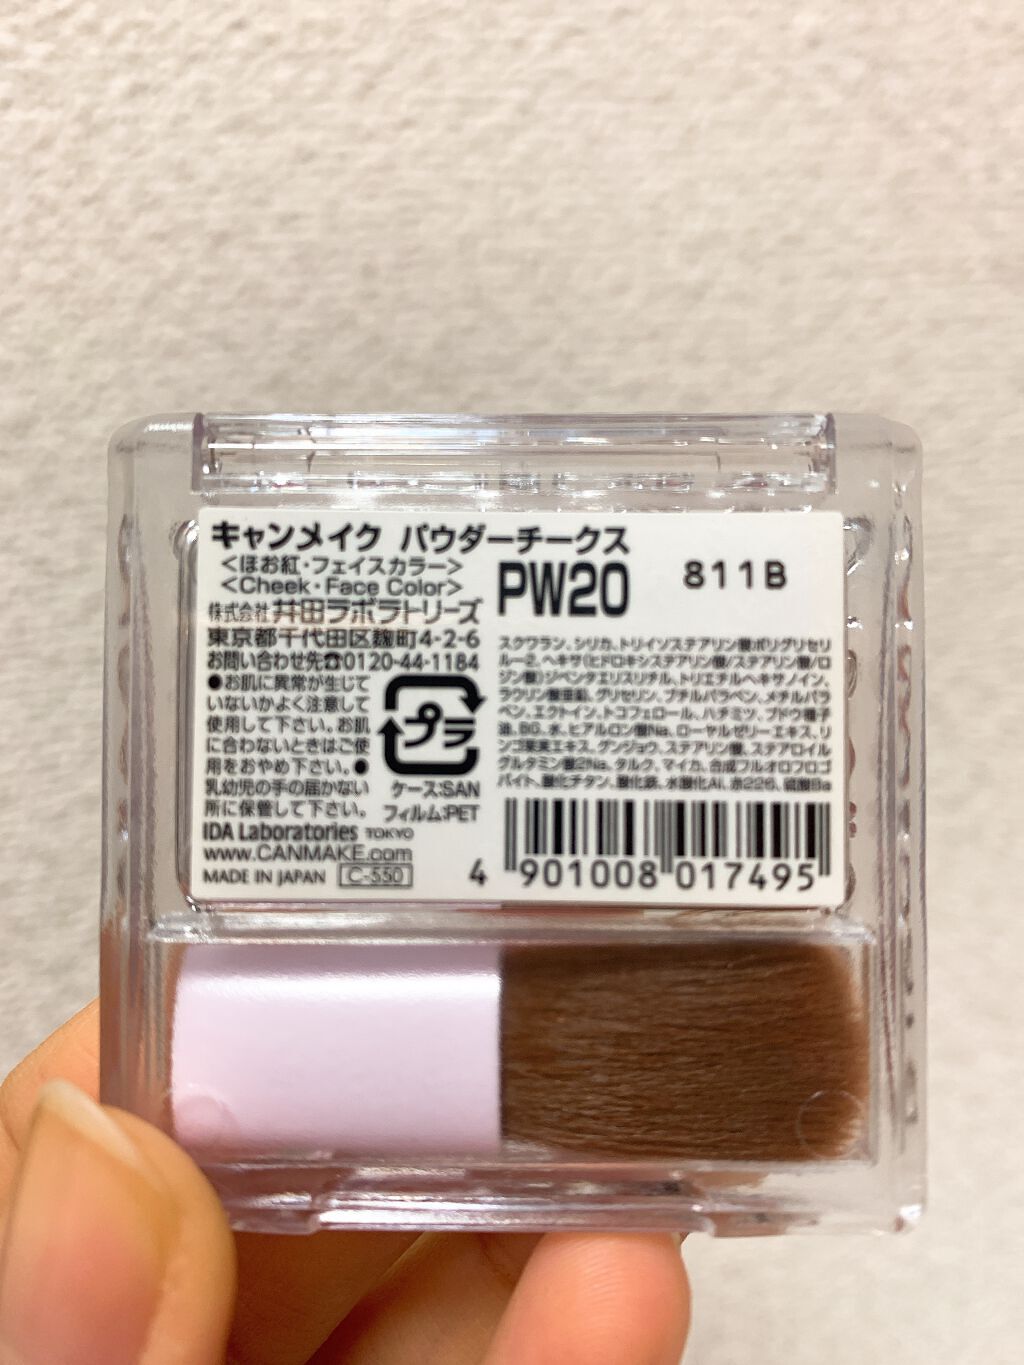 キャンメイク パウダーチークス
<ほお紅・フェイスカラー>
<Cheek・Face Color>
PW20
811B
株式会社 井田ラボラトリーズ
東京都千代田区麹町4-2-6
お問い合わせ先☎0120-44-1184
●お肌に異常が生じて
いないかよく注意して
使用して下さい。お肌
に合わないときはご使
用をおやめ下さい。●
乳幼児の手の届かない
所に保管して下さい。
プラ
ケース:SAN
フィルム:PET
IDA Laboratories TOKYO
www.CANMAKE.com
MADE IN JAPAN C-550
スクワラン、シリカ、トリイソステアリン酸ポリグリセリ
ル-2、ヘキサ(ヒドロキシステアリン酸/ステアリン酸/ロ
ジン酸)ジペンタエリスリチル、トリエチルヘキサノイン、
ラウリン酸亜鉛、グリセリン、ブチルパラベン、メチルパラ
ベン、エクトイン、トコフェロール、ハチミツ、ブドウ種子
油、BG、水、ヒアルロン酸Na、ローヤルゼリーエキス、リ
ンゴ果実エキス、グンジョウ、ステアリン酸、ステアロイル
グルタミン酸2Na、タルク、マイカ、合成フルオロフロゴ
パイト、酸化チタン、酸化鉄、水酸化Al、赤226、硫酸Ba
4 901008 017495